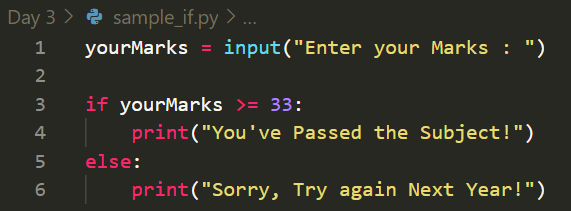 Day 3 > sample_if.py > ...
1 yourMarks = input("Enter your Marks : ")
2
3 if yourMarks >= 33:
4     print("You've Passed the Subject!")
5 else:
6     print("Sorry, Try again Next Year!")